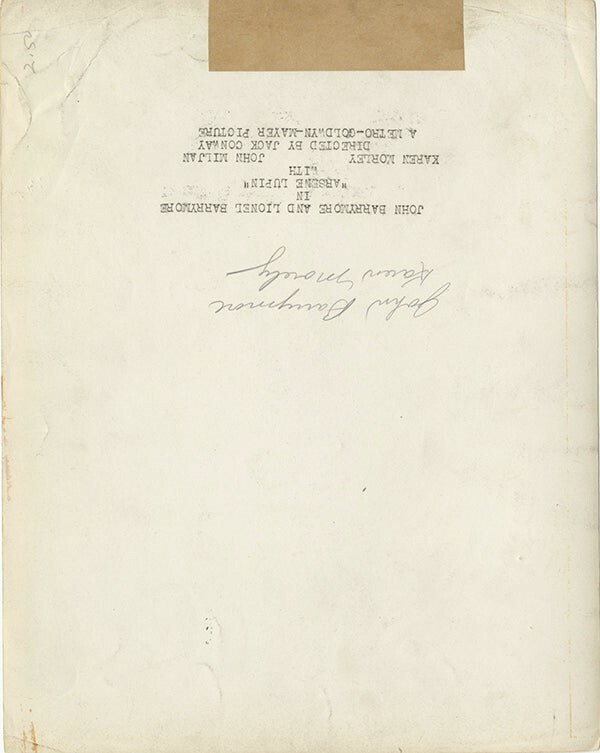 JOHN BARRYMORE AND LIONEL BARRYMORE
IN
"ARSENE LUPIN"
WITH
KAREN MORLEY JOHN MILJAN
DIRECTED BY JACK CONWAY
A METRO-GOLDWYN-MAYER PICTURE
John Barrymore
Karen Morely